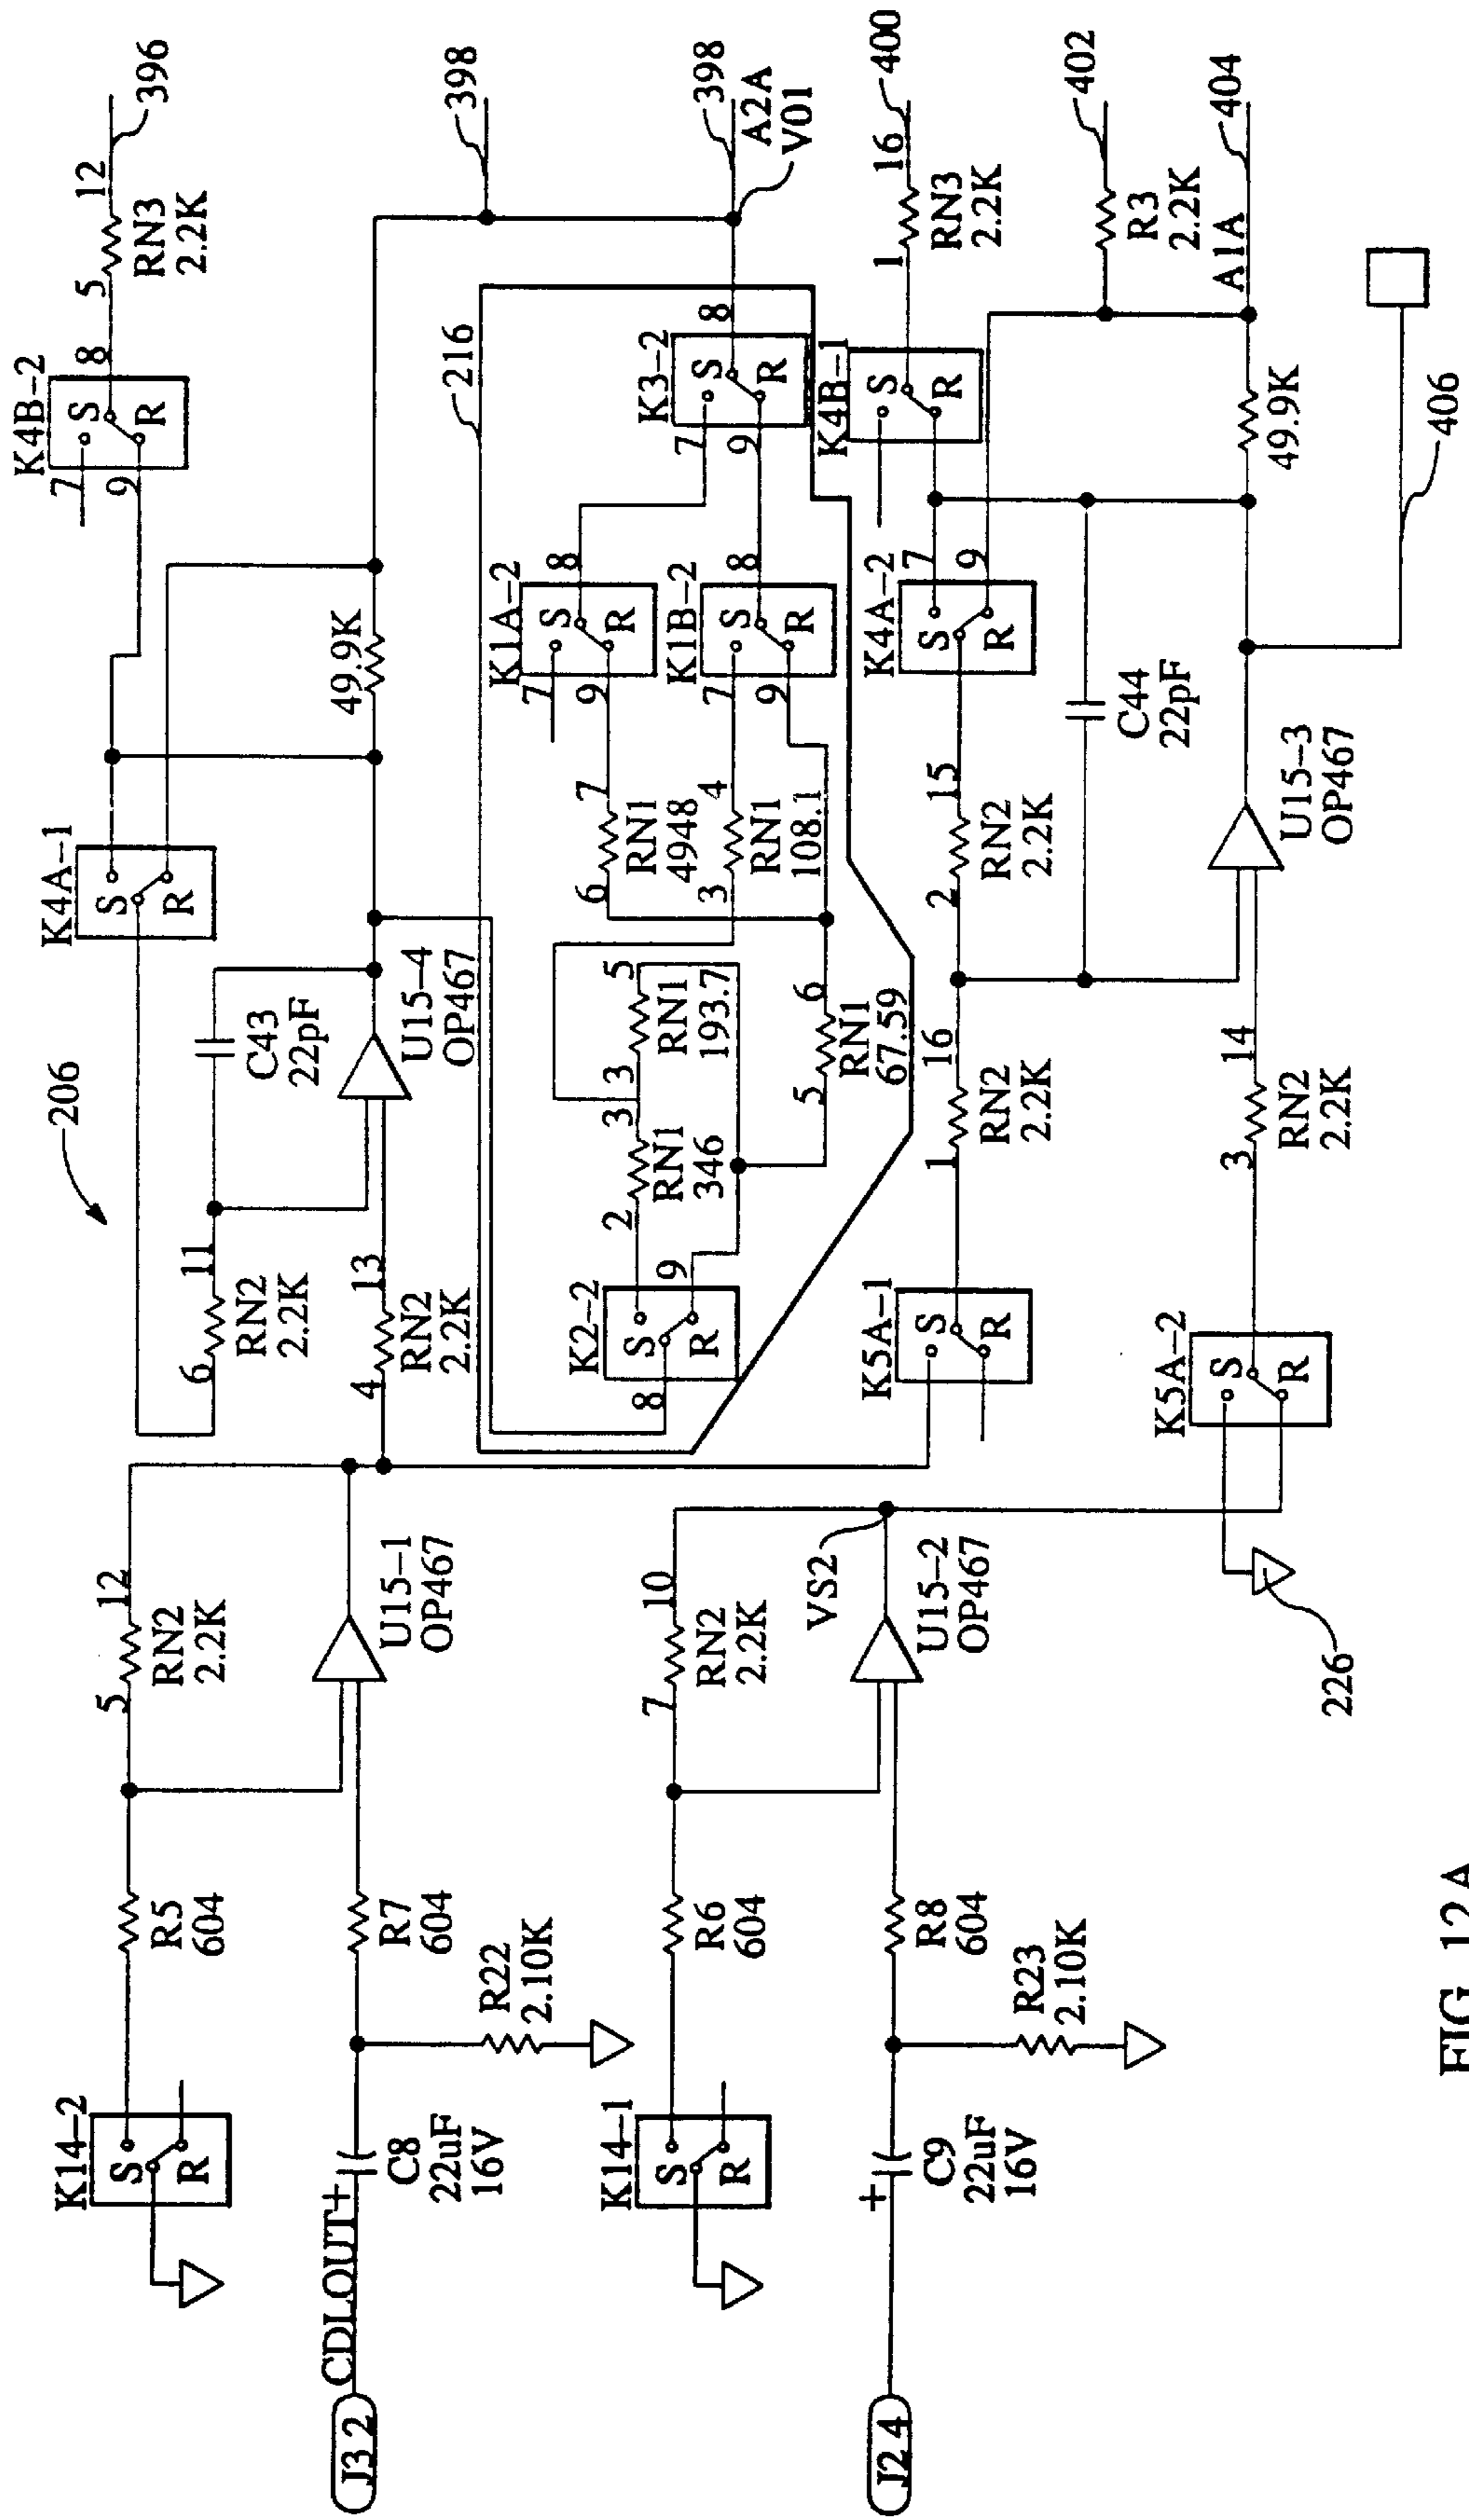 K14-2
S
R
R5
604
5
12
RN2
2.2K
206
6
11
RN2
2.2K
C43
22pF
K4A-1
S
R
K4B-2
7
9
S
R
8
5
12
RN3
2.2K
396
J3 2
CDLOUT
+
C8
22uF
16V
R7
604
R22
2.10K
U15-1
OP467
4
13
RN2
2.2K
U15-4
OP467
49.9K
216
398
K14-1
S
R
R6
604
7
10
RN2
2.2K
VS2
K2-2
8
S
R
9
2
3
RN1
346
3
5
RN1
193.7
5
6
RN1
67.59
6
7
RN1
4948
3
4
RN1
108.1
K1A-2
7
9
S
R
8
K1B-2
7
9
S
R
8
K3-2
7
9
S
R
8
398
A2A
V01
J2 4
+
C9
22uF
16V
R8
604
R23
2.10K
U15-2
OP467
K5A-1
S
R
1
16
RN2
2.2K
2
15
RN2
2.2K
K4A-2
S
R
7
9
K4B-1
S
R
1
16
RN3
2.2K
400
C44
22pF
R3
2.2K
402
K5A-2
S
R
226
3
14
RN2
2.2K
U15-3
OP467
49.9K
A1A
404
406
FIG. 12A